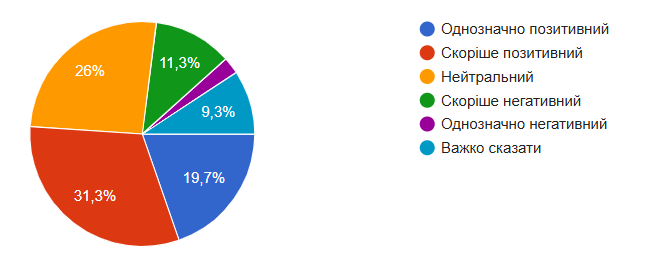 26%
11,3%
9,3%
19,7%
31,3%
Однозначно позитивний
Скоріше позитивний
Нейтральний
Скоріше негативний
Однозначно негативний
Важко сказати